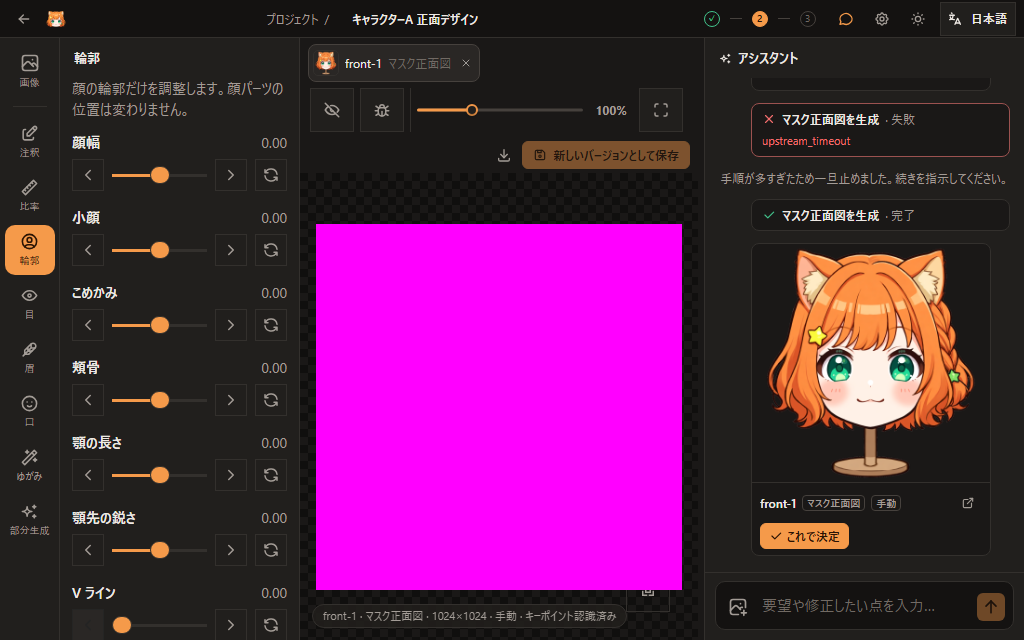 プロジェクト / キャラクターA 正面デザイン
2
3
日本語
画像
注釈
比率
輪郭
目
眉
口
ゆがみ
部分生成
輪郭
顔の輪郭だけを調整します。顔パーツの
位置は変わりません。
顔幅 0.00
小顔 0.00
こめかみ 0.00
頬骨 0.00
顎の長さ 0.00
顎先の鋭さ 0.00
V ライン 0.00
front-1 マスク正面図
100%
新しいバージョンとして保存
front-1 · マスク正面図 · 1024×1024 · 手動 · キーポイント認識済み
アシスタント
マスク正面図を生成 · 失敗
upstream_timeout
手順が多すぎたため一旦止めました。続きを指示してください。
マスク正面図を生成 · 完了
front-1 マスク正面図 手動
これで決定
要望や修正したい点を入力...